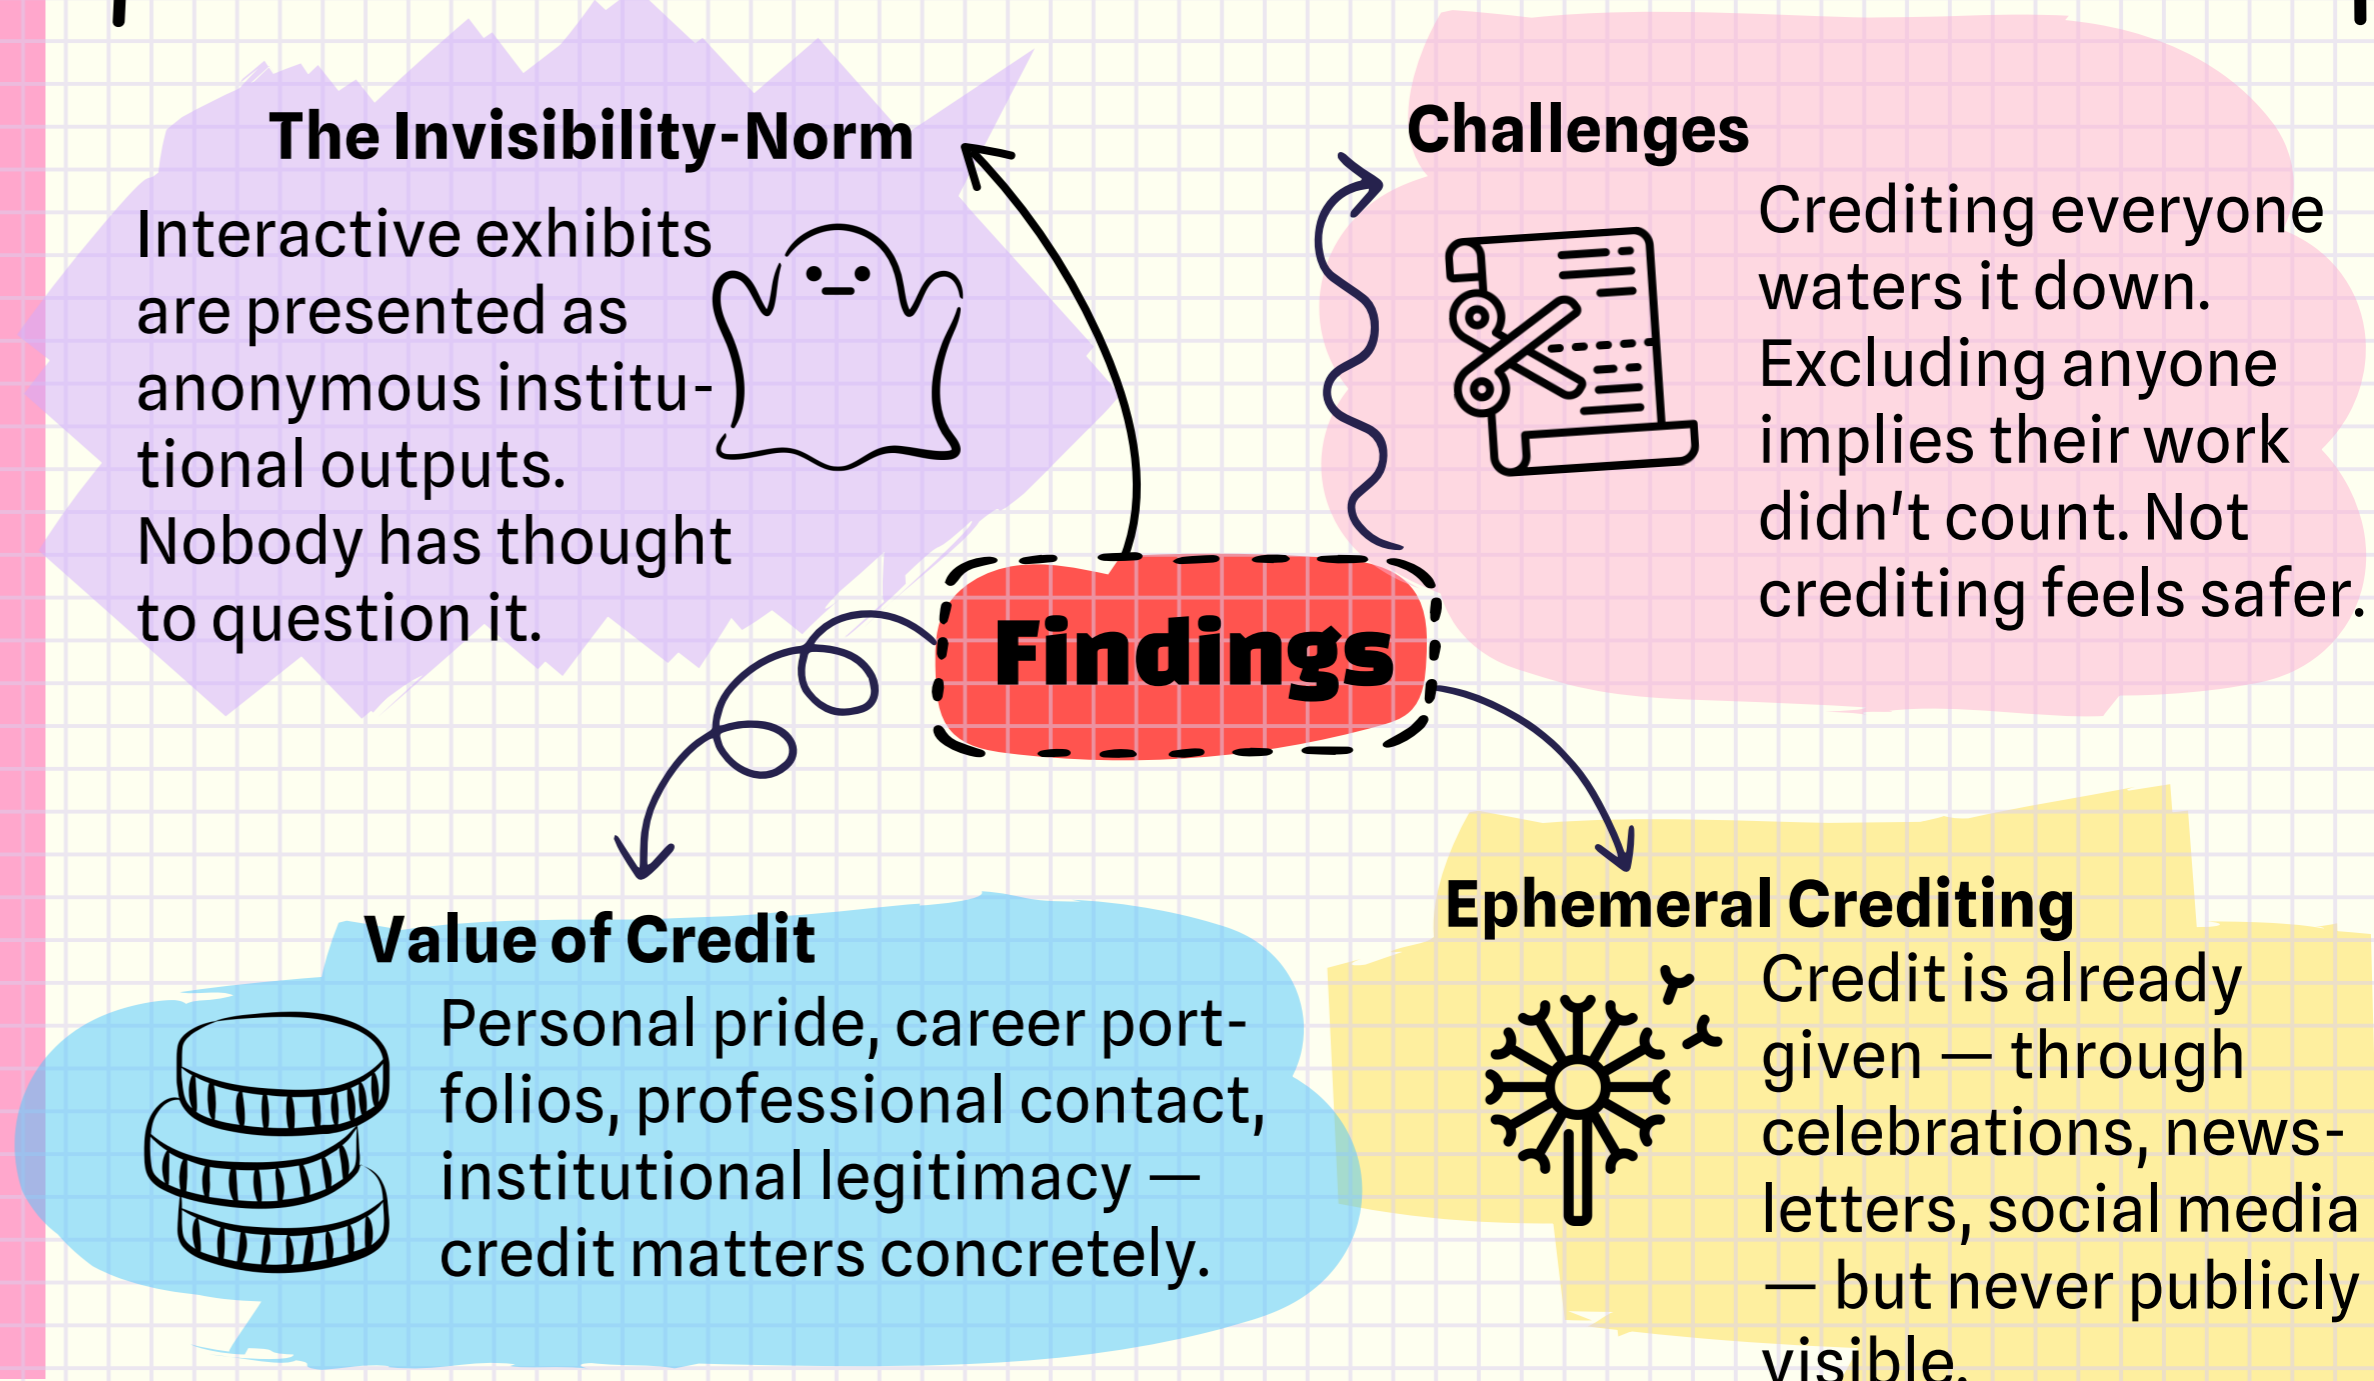 The Invisibility-Norm
Interactive exhibits
are presented as
anonymous institu-
tional outputs.
Nobody has thought
to question it.
Challenges
Crediting everyone
waters it down.
Excluding anyone
implies their work
didn't count. Not
crediting feels safer.
Findings
Value of Credit
Personal pride, career port-
folios, professional contact,
institutional legitimacy —
credit matters concretely.
Ephemeral Crediting
Credit is already
given — through
celebrations, news-
letters, social media
— but never publicly
visible.